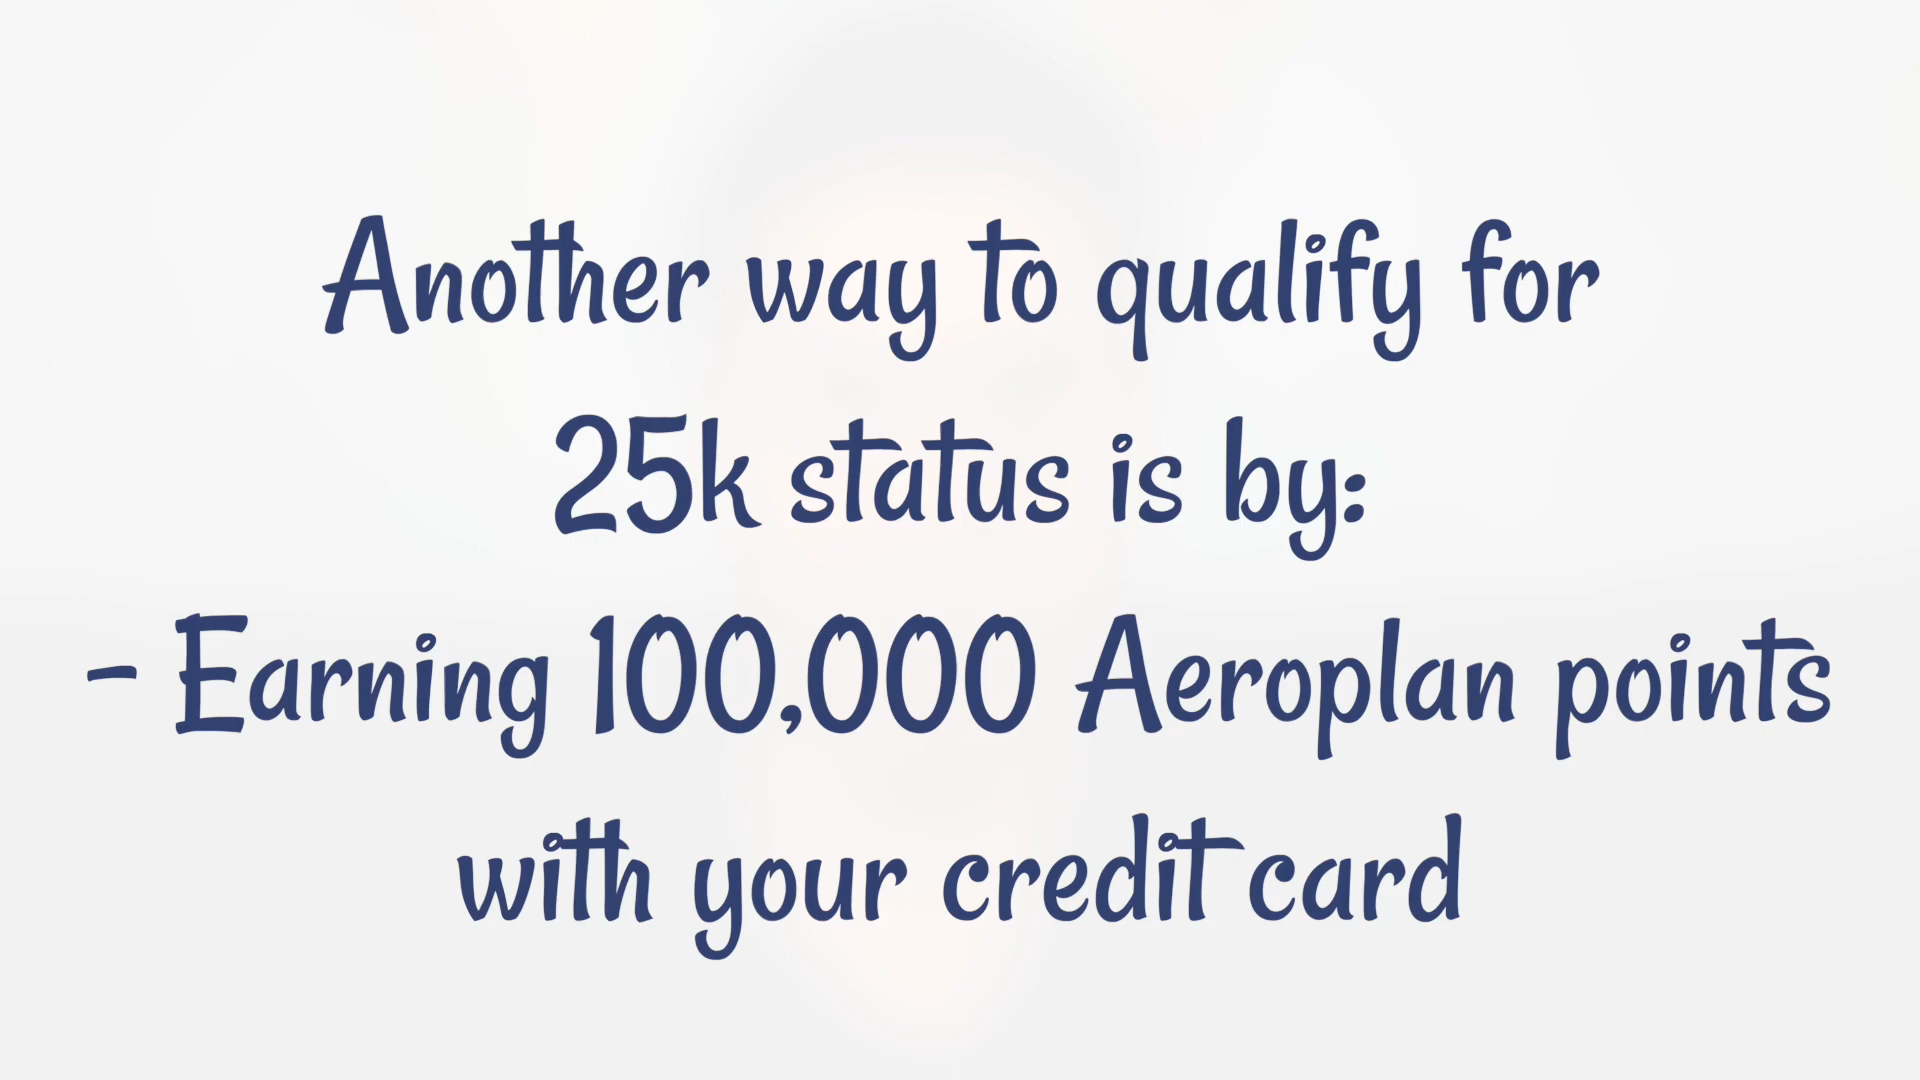 Another way to qualify for
25k status is by:
- Earning 100,000 Aeroplan points
with your credit card